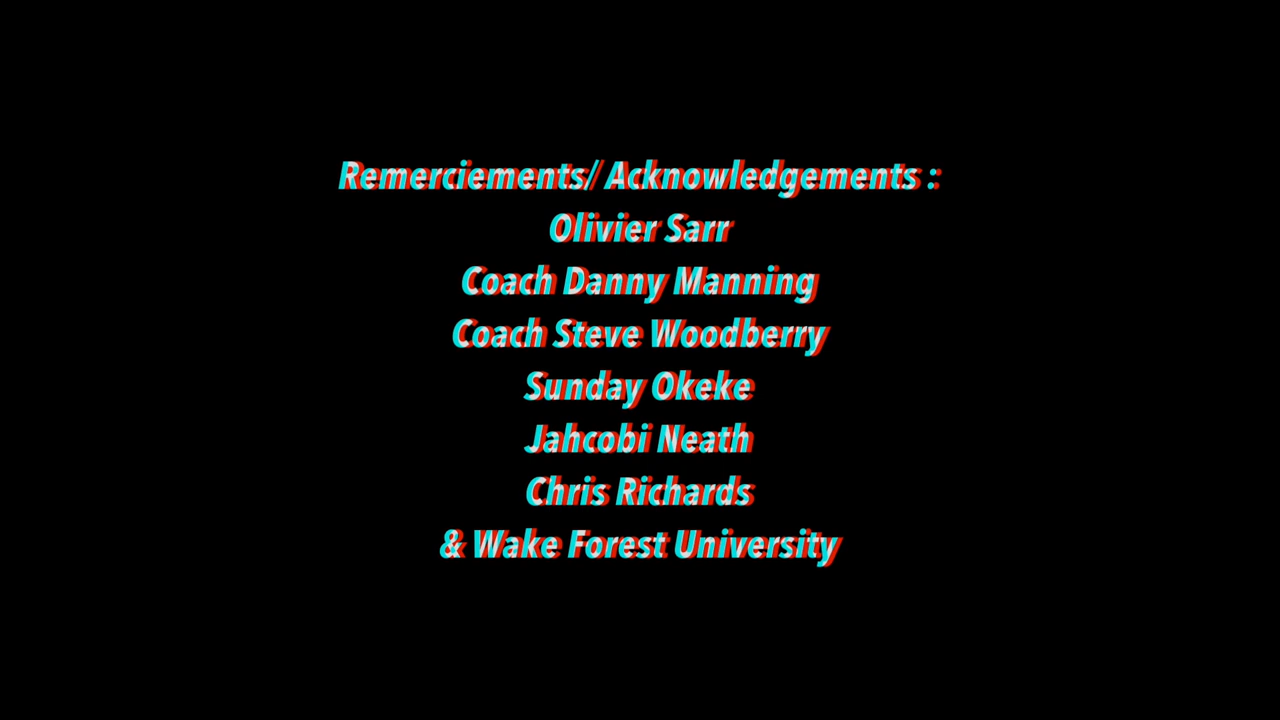 Remerciements/ Acknowledgements :
Olivier Sarr
Coach Danny Manning
Coach Steve Woodberry
Sunday Okeke
Jahcobi Neath
Chris Richards
& Wake Forest University